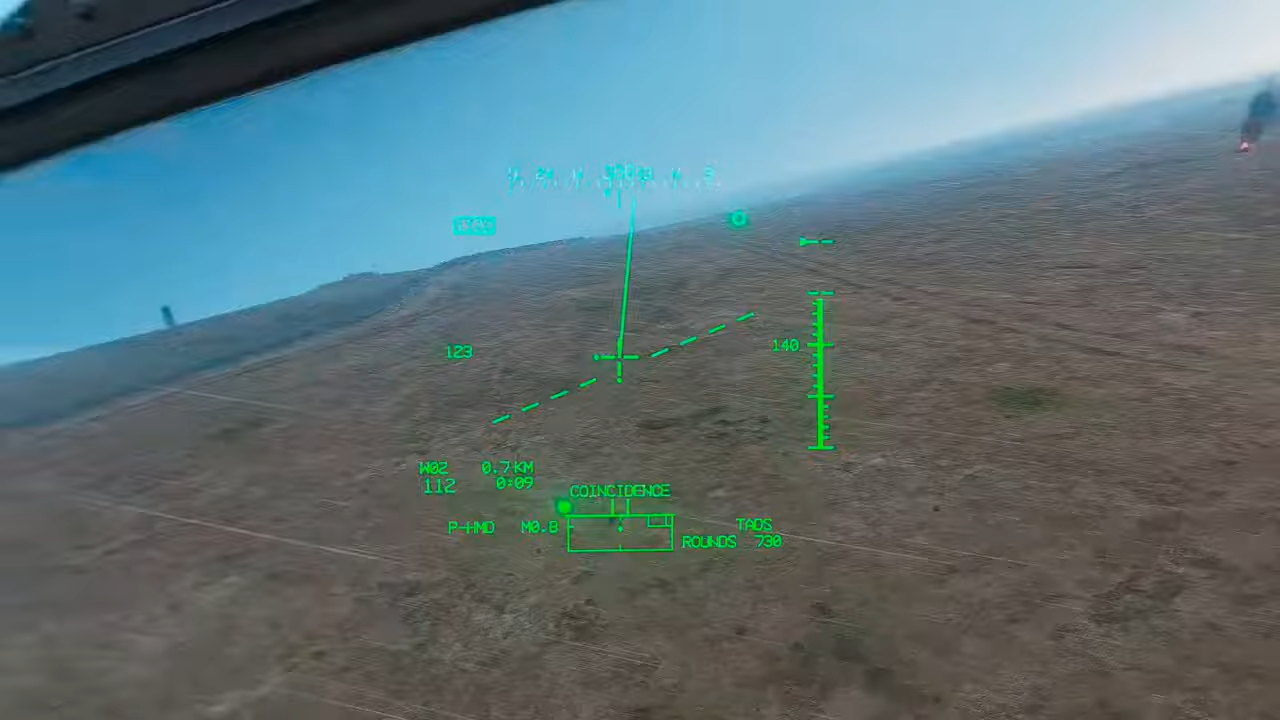 123
140
W02 0.7KM
112 0:09
COINCIDENCE
P-HMD M0.8 TADS
ROUNDS 730